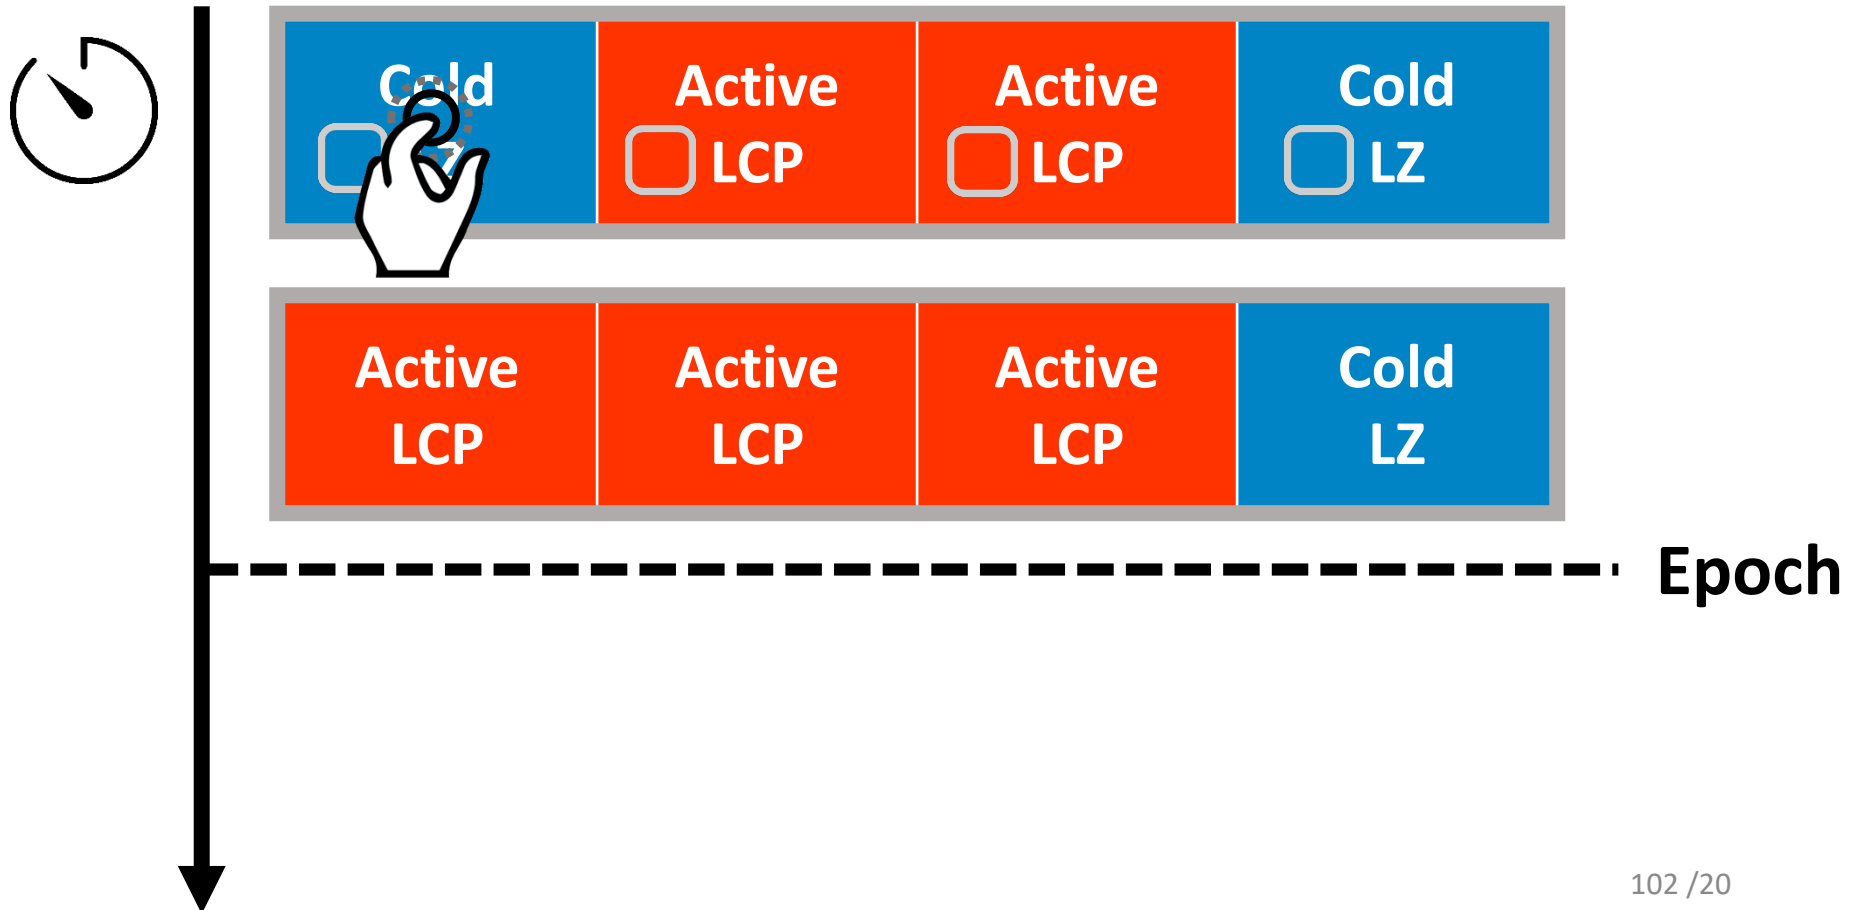 Cold
Active
LCP
Active
LCP
Cold
LZ
Active
LCP
Active
LCP
Active
LCP
Cold
LZ
Epoch
102 /20